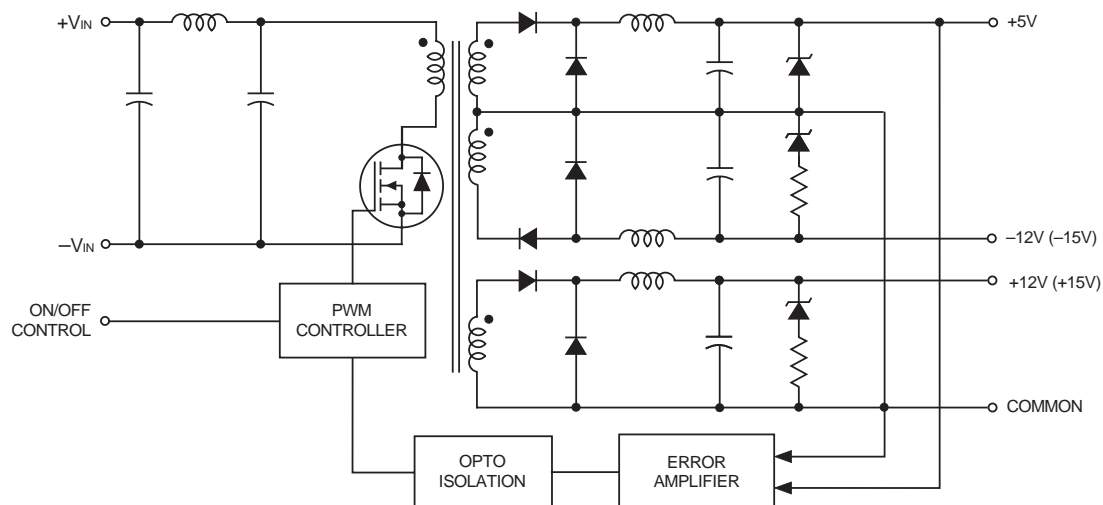 +VIN
+5V
–12V (–15V)
–VIN
+12V (+15V)
ON/OFF
CONTROL
PWM
CONTROLLER
COMMON
OPTO
ISOLATION
ERROR
AMPLIFIER